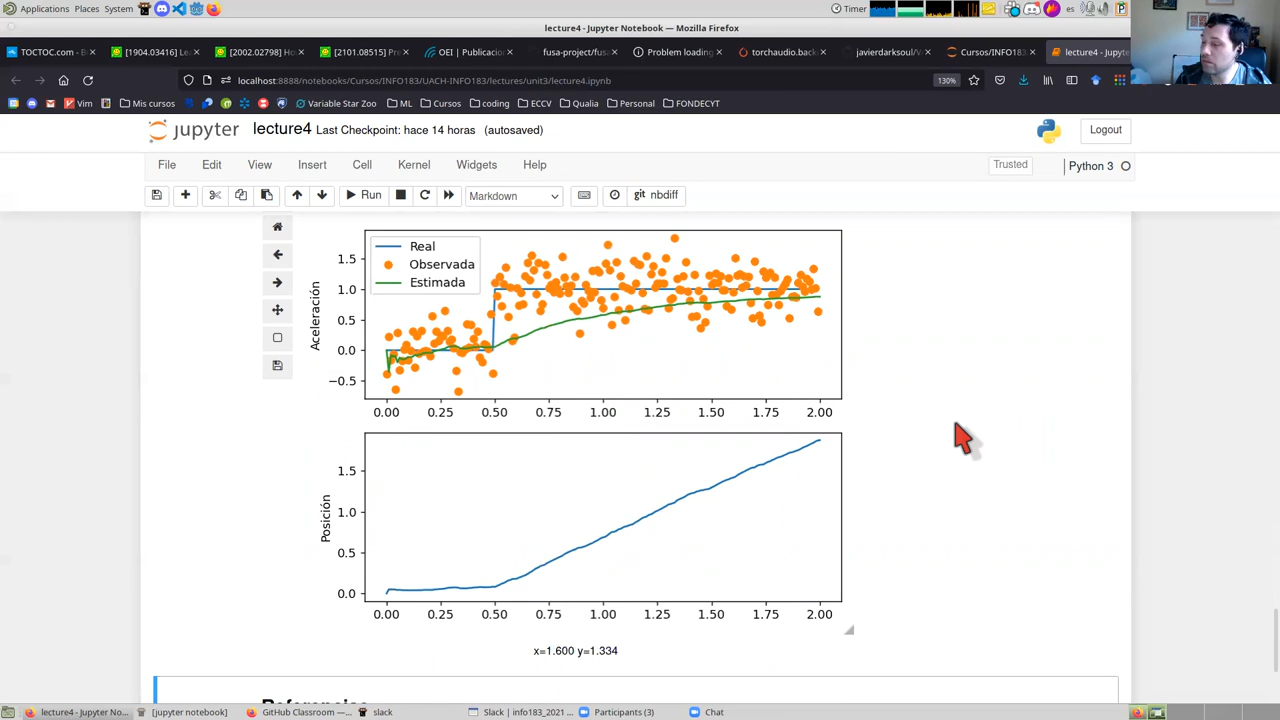 Applications Places System
Timer
es
lecture4 - Jupyter Notebook — Mozilla Firefox
TOCTOC.com - B
[1904.03416] Le
[2002.02798] Ho
[2101.08515] Pre
OEI | Publicacion
fusa-project/fus
Problem loading
torchaudio.back
javierdarksoul/V
Cursos/INFO183
lecture4 - Jupyte
localhost:8888/notebooks/Cursos/INFO183/UACH-INFO183/lectures/unit3/lecture4.ipynb
130%
Vim
Mis cursos
Variable Star Zoo
ML
Cursos
coding
ECCV
Qualia
Personal
FONDECYT
jupyter lecture4 Last Checkpoint: hace 14 horas (autosaved)
Logout
File Edit View Insert Cell Kernel Widgets Help
Trusted
Python 3
Run
Markdown
git nbdiff
Real
Observada
Estimada
Aceleración
1.5
1.0
0.5
0.0
−0.5
0.00 0.25 0.50 0.75 1.00 1.25 1.50 1.75 2.00
Posición
1.5
1.0
0.5
0.0
0.00 0.25 0.50 0.75 1.00 1.25 1.50 1.75 2.00
x=1.600 y=1.334
Referencias
lecture4 - Jupyter No...
[jupyter notebook]
GitHub Classroom —...
slack
Slack | info183_2021 ...
Participants (3)
Chat